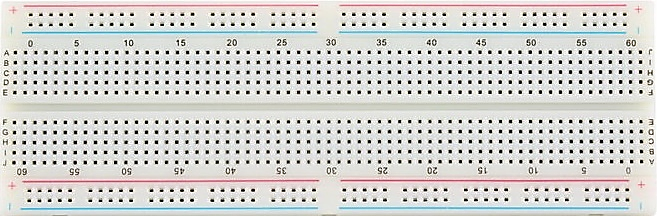 + +
- -
0 5 10 15 20 25 30 35 40 45 50 55 60
A J
B I
C H
D G
E F
F E
G D
H C
I B
J A
60 55 50 45 40 35 30 25 20 15 10 5 0
+ +
- -